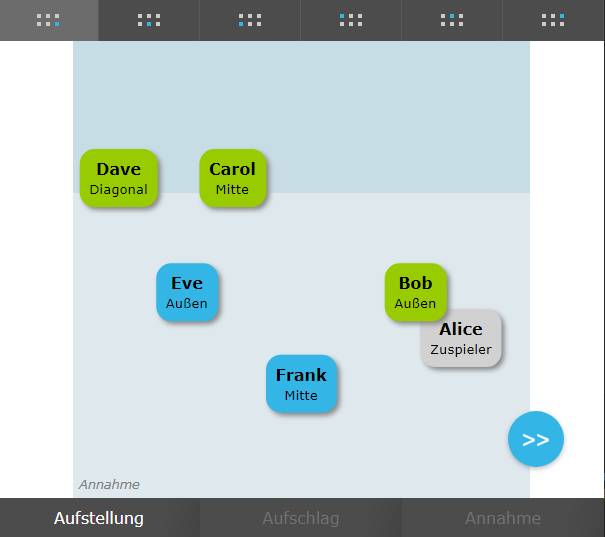 Dave
Diagonal
Carol
Mitte
Eve
Außen
Bob
Außen
Alice
Zuspieler
Frank
Mitte
>>
Annahme
Aufstellung
Aufschlag
Annahme